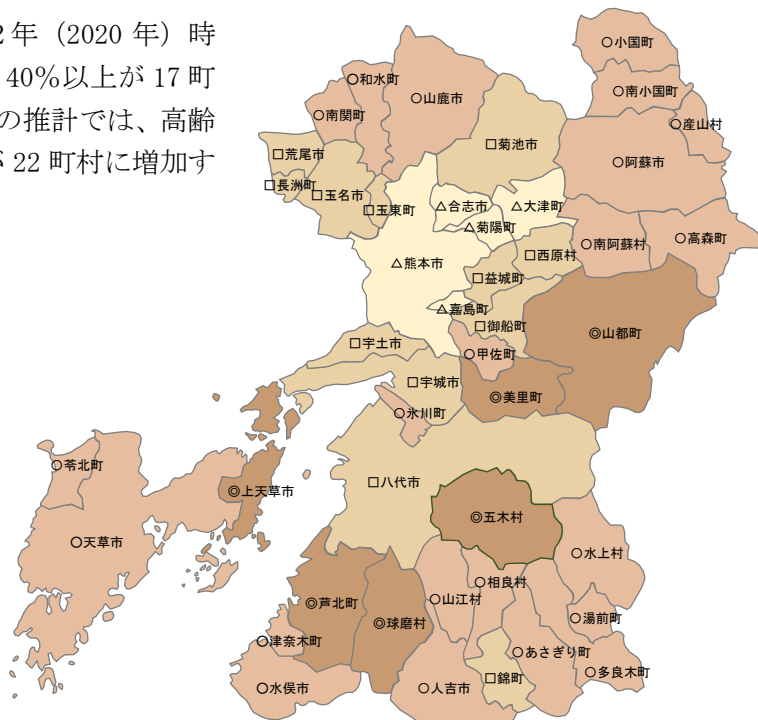 2年（2020 年）時
40%以上が 17 町
の推計では、高齢
が 22 町村に増加す
○小国町
○南小国町
○産山村
○和水町
○山鹿市
○南関町
□菊池市
○阿蘇市
□荒尾市
□長洲町
□玉名市
□玉東町
△合志市
△大津町
△菊陽町
○南阿蘇村
○高森町
□西原村
△熊本市
□益城町
△嘉島町
□御船町
◎山都町
□宇土市
○甲佐町
□宇城市
◎美里町
○氷川町
○苓北町
◎上天草市
□八代市
◎五木村
○天草市
○水上村
○相良村
◎芦北町
○山江村
○湯前町
◎球磨村
○津奈木町
○あさぎり町
○多良木町
□錦町
○水俣市
○人吉市